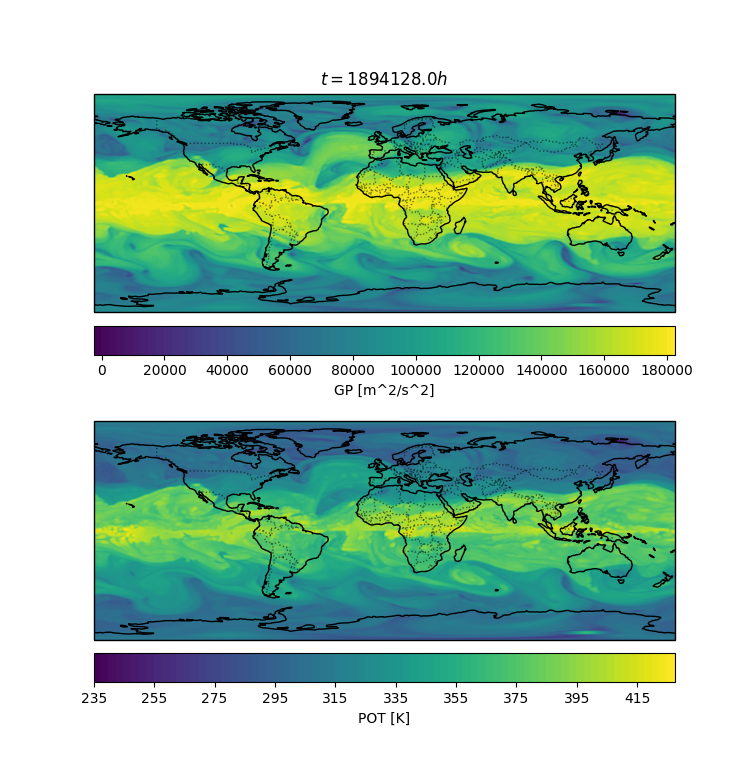 t = 1894128.0h
0 20000 40000 60000 80000 100000 120000 140000 160000 180000
GP [m^2/s^2]
235 255 275 295 315 335 355 375 395 415
POT [K]